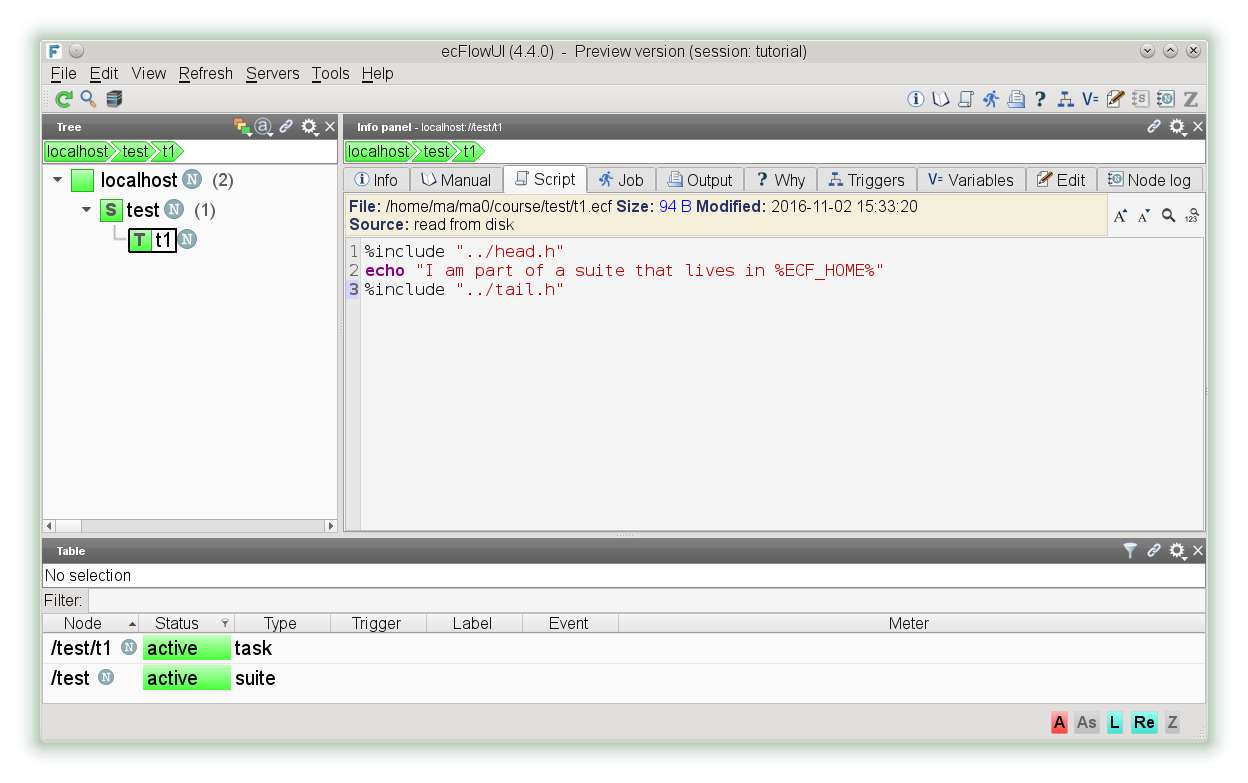 ecFlowUI (4.4.0) - Preview version (session: tutorial)
File Edit View Refresh Servers Tools Help
Tree
localhost test t1
localhost N (2)
S test N (1)
T t1 N
Info panel - localhost://test/t1
localhost test t1
Info Manual Script Job Output ? Why Triggers V= Variables Edit Node log
File: /home/ma/ma0/course/test/t1.ecf Size: 94 B Modified: 2016-11-02 15:33:20
Source: read from disk
1 %include "../head.h"
2 echo "I am part of a suite that lives in %ECF_HOME%"
3 %include "../tail.h"
Table
No selection
Filter:
Node Status Type Trigger Label Event Meter
/test/t1 N active task
/test N active suite
A As L Re Z